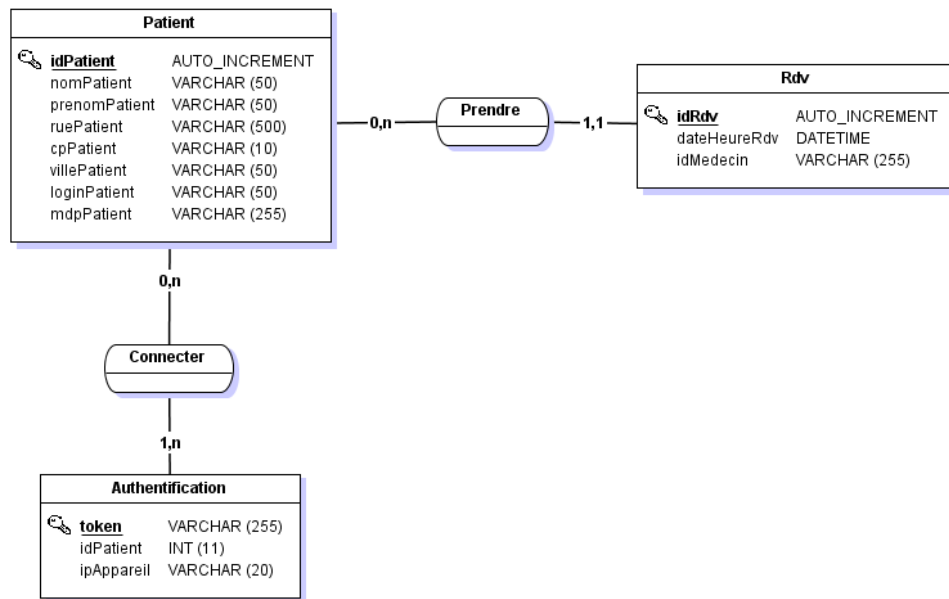 Patient
idPatient AUTO_INCREMENT
nomPatient VARCHAR (50)
prenomPatient VARCHAR (50)
ruePatient VARCHAR (500)
cpPatient VARCHAR (10)
villePatient VARCHAR (50)
loginPatient VARCHAR (50)
mdpPatient VARCHAR (255)
0,n
Prendre
1,1
Rdv
idRdv AUTO_INCREMENT
dateHeureRdv DATETIME
idMedecin VARCHAR (255)
0,n
Connecter
1,n
Authentification
token VARCHAR (255)
idPatient INT (11)
ipAppareil VARCHAR (20)